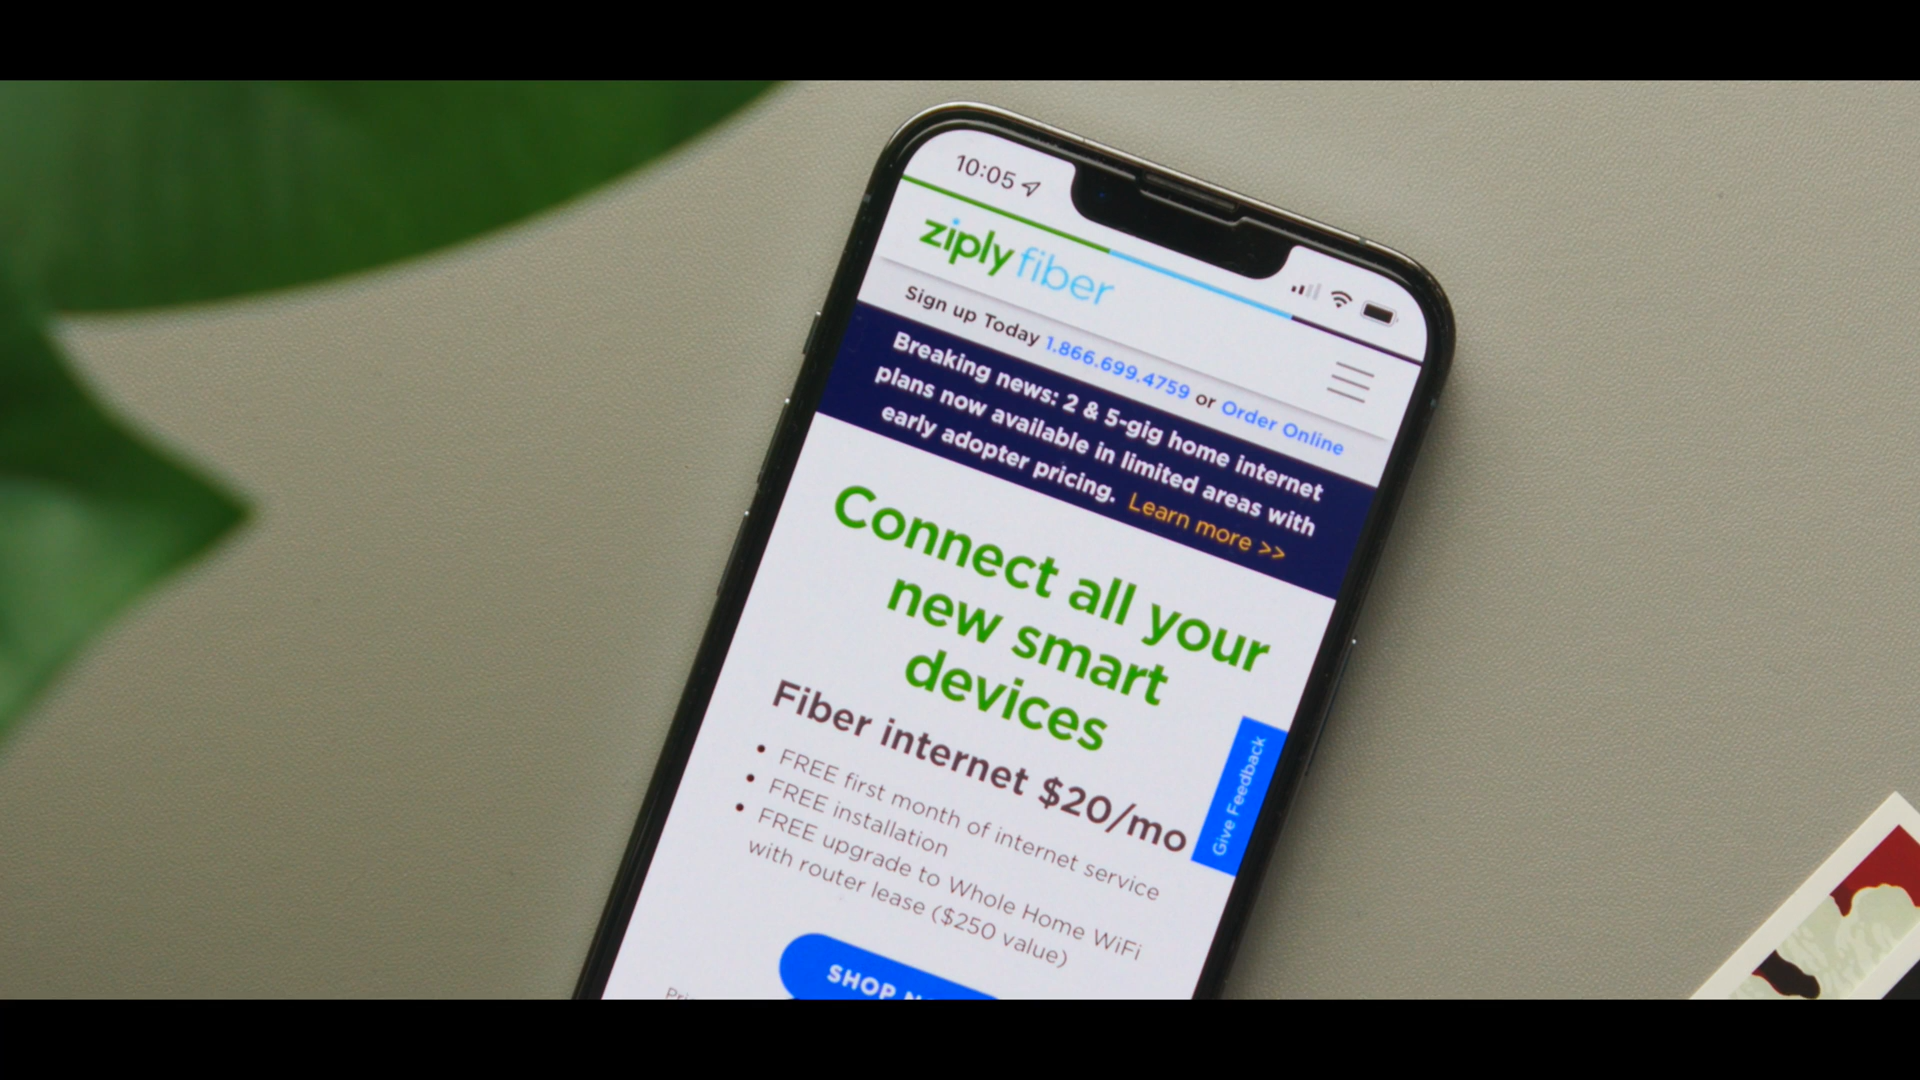 10:05
ziply fiber
Sign up Today 1.866.699.4759 or Order Online
Breaking news: 2 & 5-gig home internet
plans now available in limited areas with
early adopter pricing. Learn more >>
Connect all your
new smart
devices
Fiber internet $20/mo
• FREE first month of internet service
• FREE installation
• FREE upgrade to Whole Home WiFi
with router lease ($250 value)
Give Feedback
SHOP